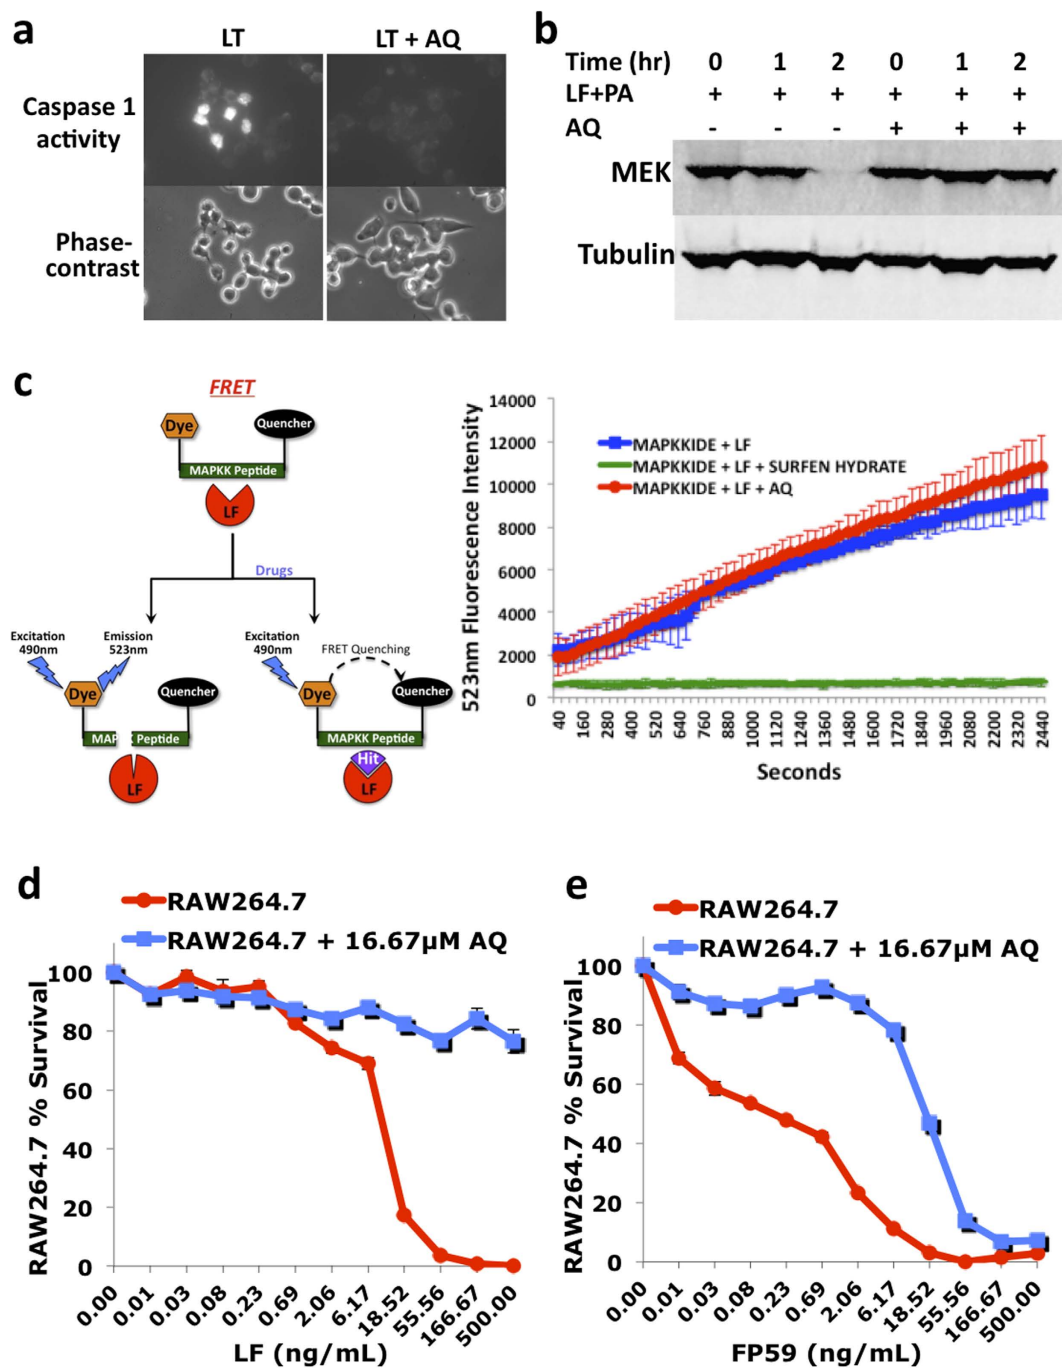 a
LT
LT + AQ
Caspase 1
activity
Phase-
contrast
b
Time (hr) 0 1 2 0 1 2
LF+PA + + + + + +
AQ - - - + + +
MEK
Tubulin
c
FRET
Dye
Quencher
MAPKK Peptide
LF
Drugs
Excitation
490nm
Emission
523nm
Dye
Quencher
MAP K Peptide
LF
Excitation
490nm
FRET Quenching
Dye
Quencher
MAPKK Peptide
Hit
LF
523nm Fluorescence Intensity
14000
12000
10000
8000
6000
4000
2000
0
MAPKKIDE + LF
MAPKKIDE + LF + SURFEN HYDRATE
MAPKKIDE + LF + AQ
40 160 280 400 520 640 760 880 1000 1120 1240 1360 1480 1600 1720 1840 1960 2080 2200 2320 2440
Seconds
d
RAW264.7
RAW264.7 + 16.67µM AQ
RAW264.7 % Survival
100
80
60
40
20
0
0.00 0.01 0.03 0.08 0.23 0.69 2.06 6.17 18.52 55.56 166.67 500.00
LF (ng/mL)
e
RAW264.7
RAW264.7 + 16.67µM AQ
RAW264.7 % Survival
100
80
60
40
20
0
0.00 0.01 0.03 0.08 0.23 0.69 2.06 6.17 18.52 55.56 166.67 500.00
FP59 (ng/mL)